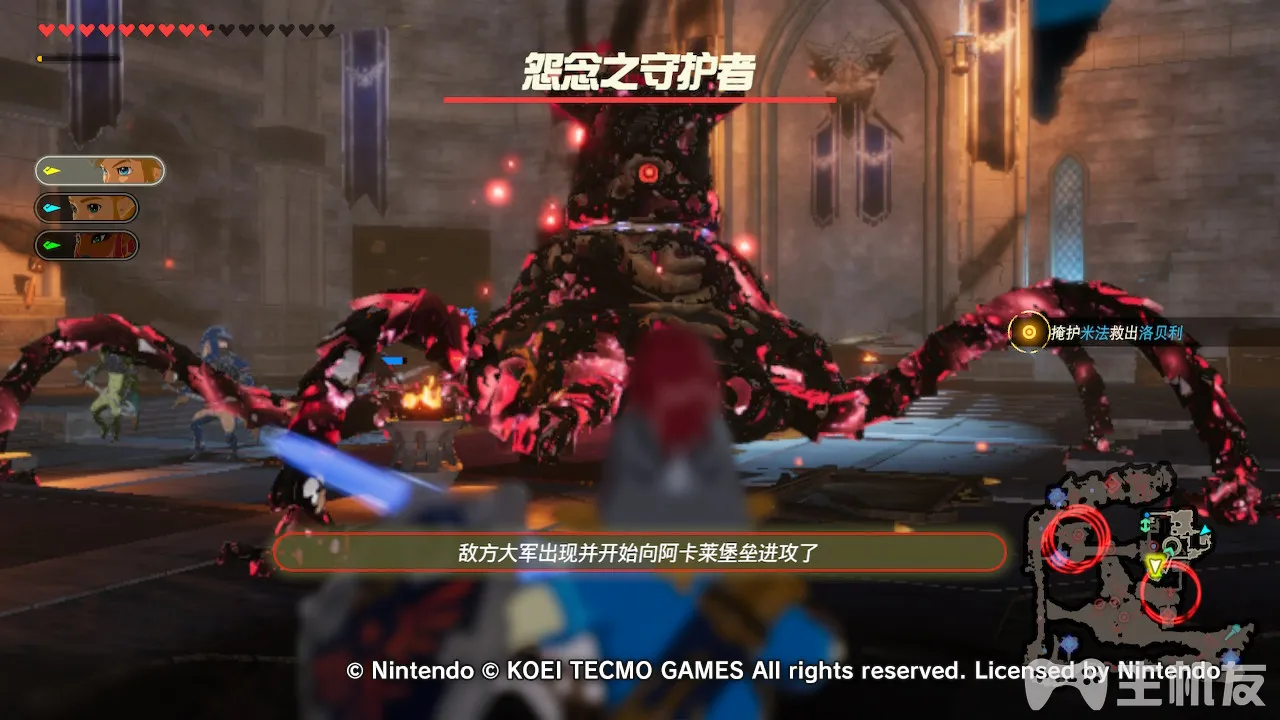 怨念之守护者
掩护米法救出洛贝利
敌方大军出现并开始向阿卡莱堡垒进攻了
© Nintendo © KOEI TECMO GAMES All rights reserved. Licensed by Nintendo
主机友